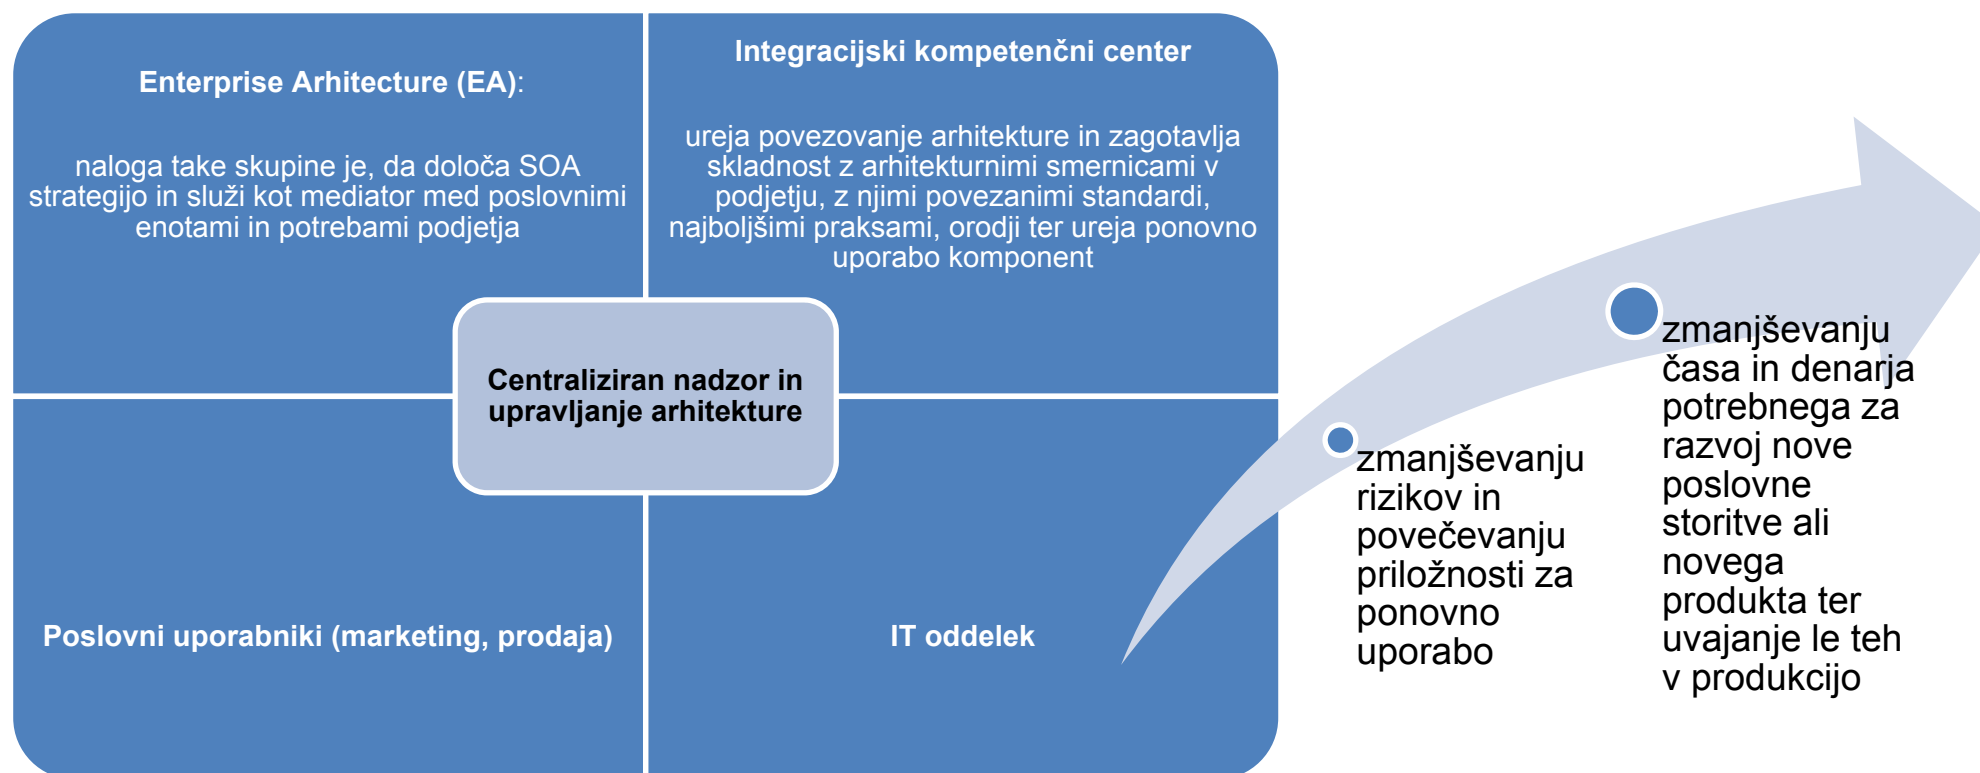 Enterprise Arhitecture (EA):
naloga take skupine je, da določa SOA
strategijo in služi kot mediator med poslovnimi
enotami in potrebami podjetja
Integracijski kompetenčni center
ureja povezovanje arhitekture in zagotavlja
skladnost z arhitekturnimi smernicami v
podjetju, z njimi povezanimi standardi,
najboljšimi praksami, orodji ter ureja ponovno
uporabo komponent
Centraliziran nadzor in
upravljanje arhitekture
Poslovni uporabniki (marketing, prodaja)
IT oddelek
zmanjševanju
rizikov in
povečevanju
priložnosti za
ponovno
uporabo
zmanjševanju
časa in denarja
potrebnega za
razvoj nove
poslovne
storitve ali
novega
produkta ter
uvajanje le teh
v produkcijo